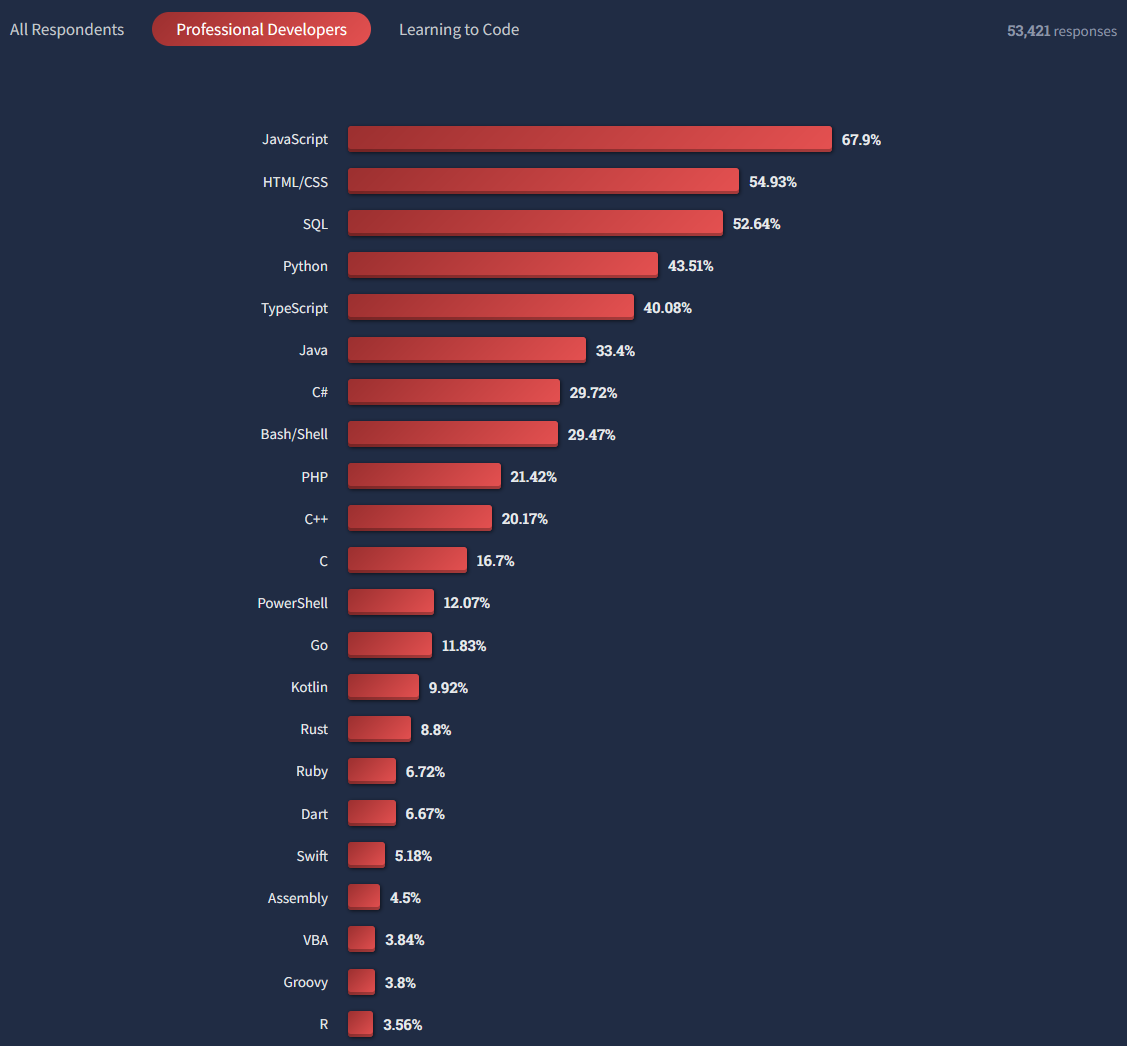 All Respondents Professional Developers Learning to Code 53,421 responses
JavaScript 67.9%
HTML/CSS 54.93%
SQL 52.64%
Python 43.51%
TypeScript 40.08%
Java 33.4%
C# 29.72%
Bash/Shell 29.47%
PHP 21.42%
C++ 20.17%
C 16.7%
PowerShell 12.07%
Go 11.83%
Kotlin 9.92%
Rust 8.8%
Ruby 6.72%
Dart 6.67%
Swift 5.18%
Assembly 4.5%
VBA 3.84%
Groovy 3.8%
R 3.56%